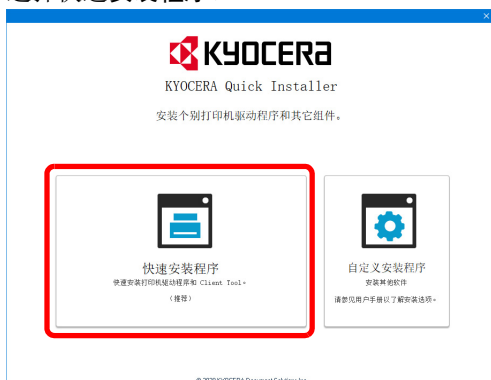 KYOCERA
KYOCERA Quick Installer
安装个别打印机驱动程序和其它组件。
快速安装程序
快速安装打印机驱动程序和 Client Tool。
（推荐）
自定义安装程序
安装其他软件
请参见用户手册以了解安装选项。